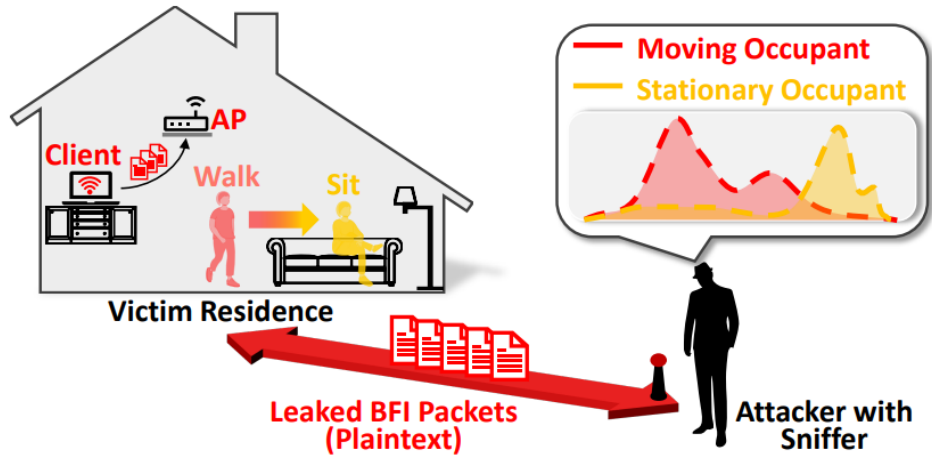 Moving Occupant
Stationary Occupant
AP
Client
Walk
Sit
Victim Residence
Leaked BFI Packets
(Plaintext)
Attacker with
Sniffer